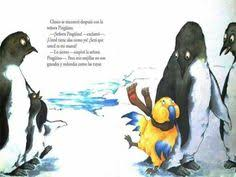 Choco se encontró después con la
señora Pingüino.
—¡Señora Pingüino! —exclamó—.
¡Usted tiene alas como yo! ¿Será que
usted es mi mamá?
—Lo siento— suspiró la señora
Pingüino—. Pero mis mejillas no son
grandes y redondas como las tuyas.